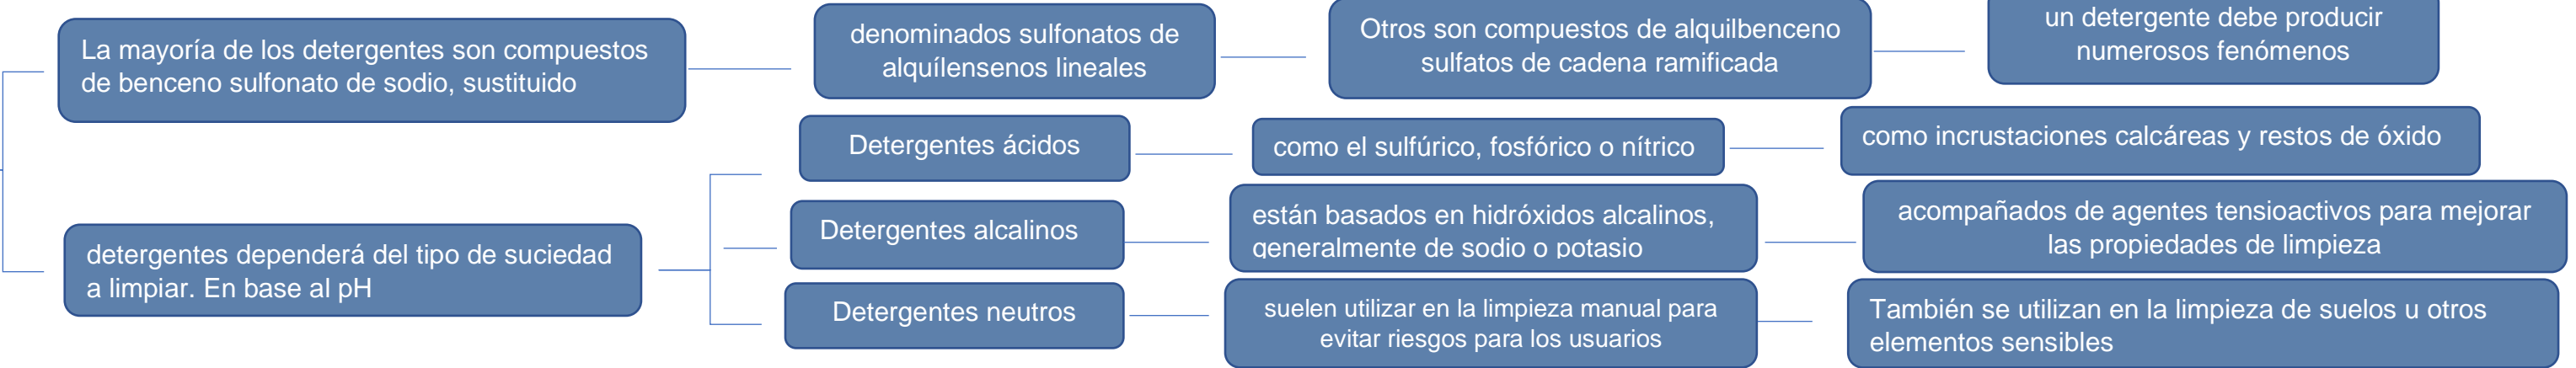 La mayoría de los detergentes son compuestos
de benceno sulfonato de sodio, sustituido
denominados sulfonatos de
alquílensenos lineales
Otros son compuestos de alquilbenceno
sulfatos de cadena ramificada
un detergente debe producir
numerosos fenómenos
detergentes dependerá del tipo de suciedad
a limpiar. En base al pH
Detergentes ácidos
como el sulfúrico, fosfórico o nítrico
como incrustaciones calcáreas y restos de óxido
Detergentes alcalinos
están basados en hidróxidos alcalinos,
generalmente de sodio o potasio
acompañados de agentes tensioactivos para mejorar
las propiedades de limpieza
Detergentes neutros
suelen utilizar en la limpieza manual para
evitar riesgos para los usuarios
También se utilizan en la limpieza de suelos u otros
elementos sensibles